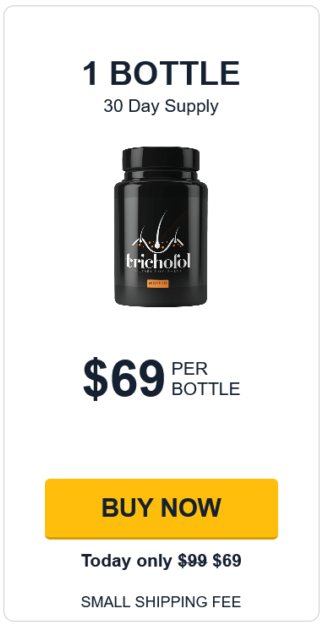 1 BOTTLE
30 Day Supply
trichofol
$69 PER
BOTTLE
BUY NOW
Today only $99 $69
SMALL SHIPPING FEE